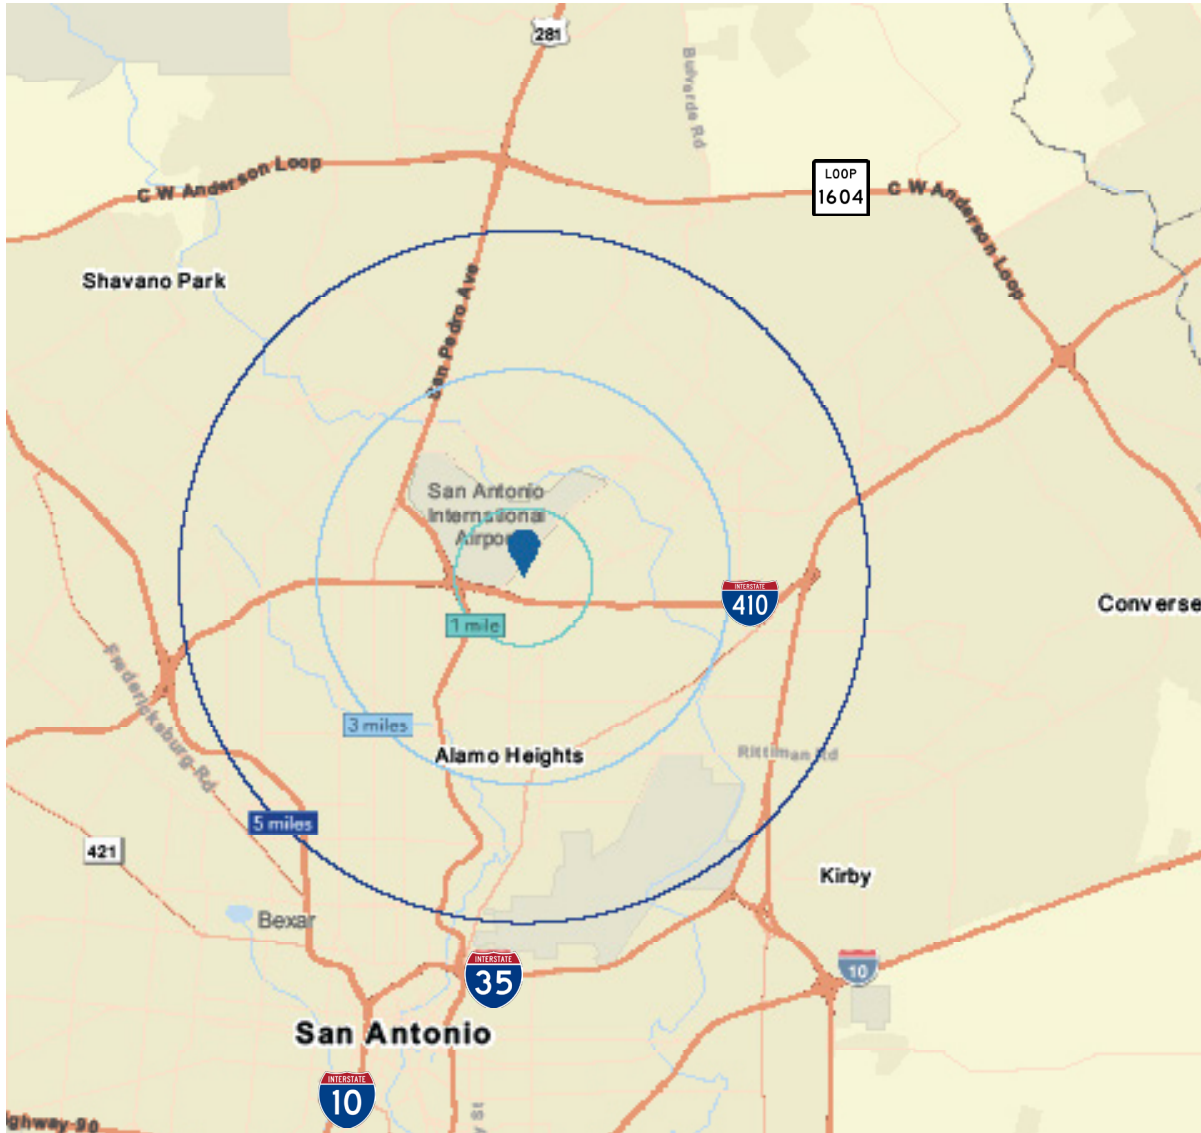 281
Bulverde Rd
C W Anderson Loop
LOOP
1604
C W Anderson Loop
Shavano Park
San Pedro Ave
San Antonio
International
Airport
INTERSTATE
410
Converse
1 mile
Fredericksburg Rd
3 miles
Alamo Heights
Rittiman Rd
5 miles
421
Kirby
Bexar
INTERSTATE
35
10
San Antonio
INTERSTATE
10
ghway 90
y St